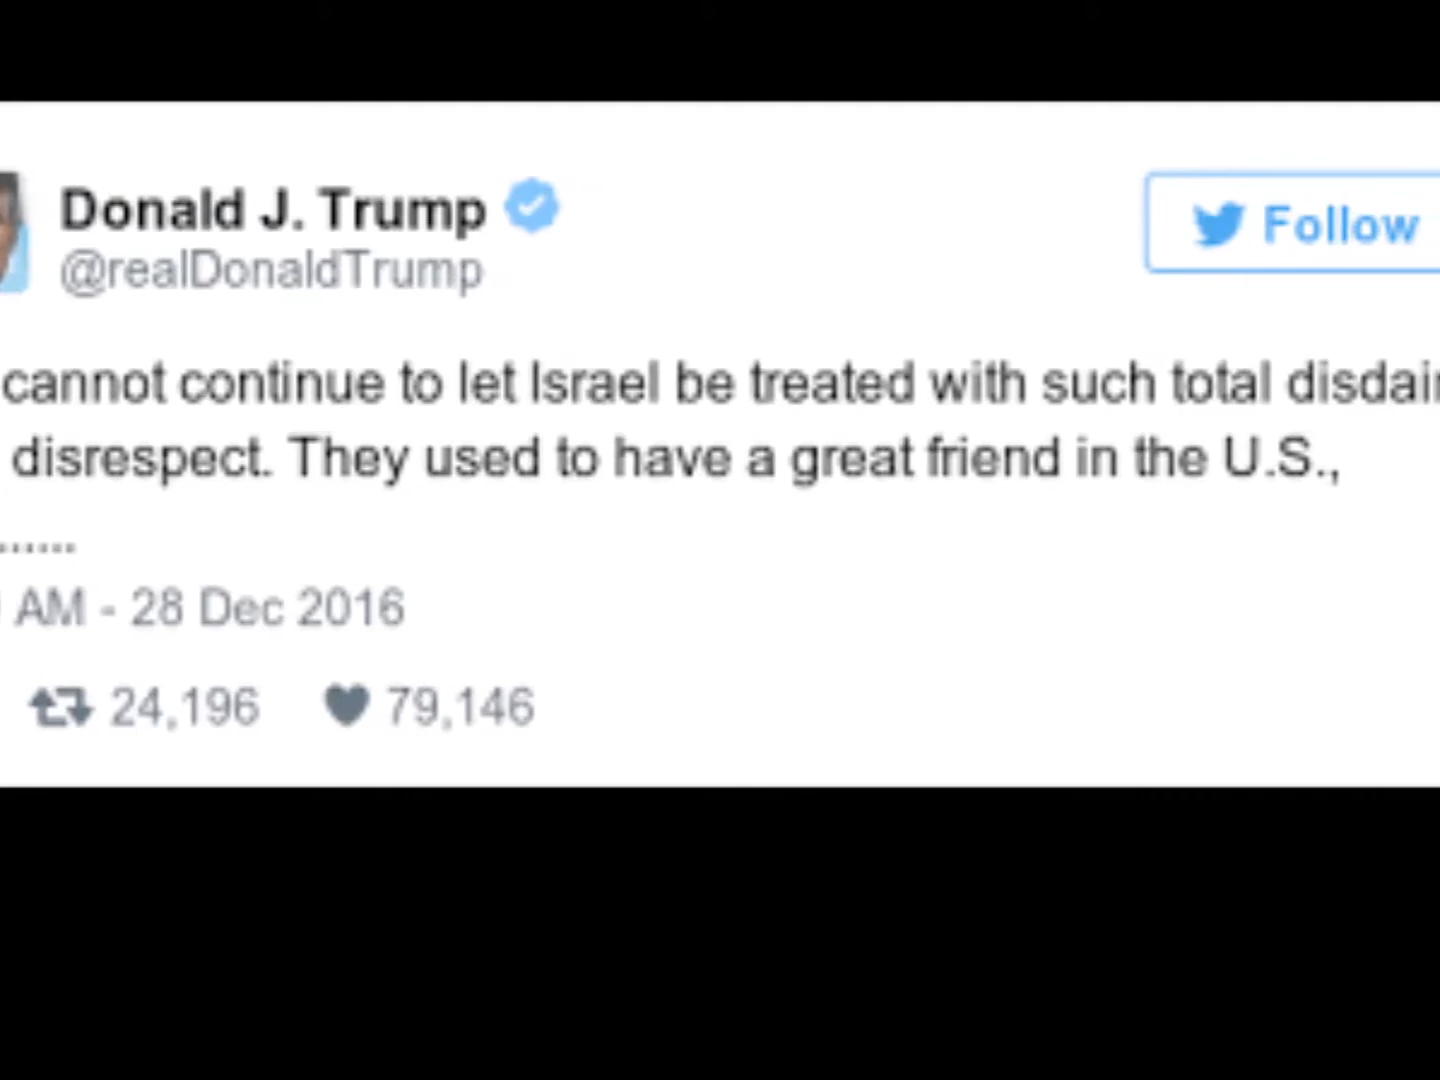 Donald J. Trump
Follow
@realDonaldTrump
cannot continue to let Israel be treated with such total
disrespect. They used to have a great friend in the U.S.,
......
AM - 28 Dec 2016
24,196 79,146